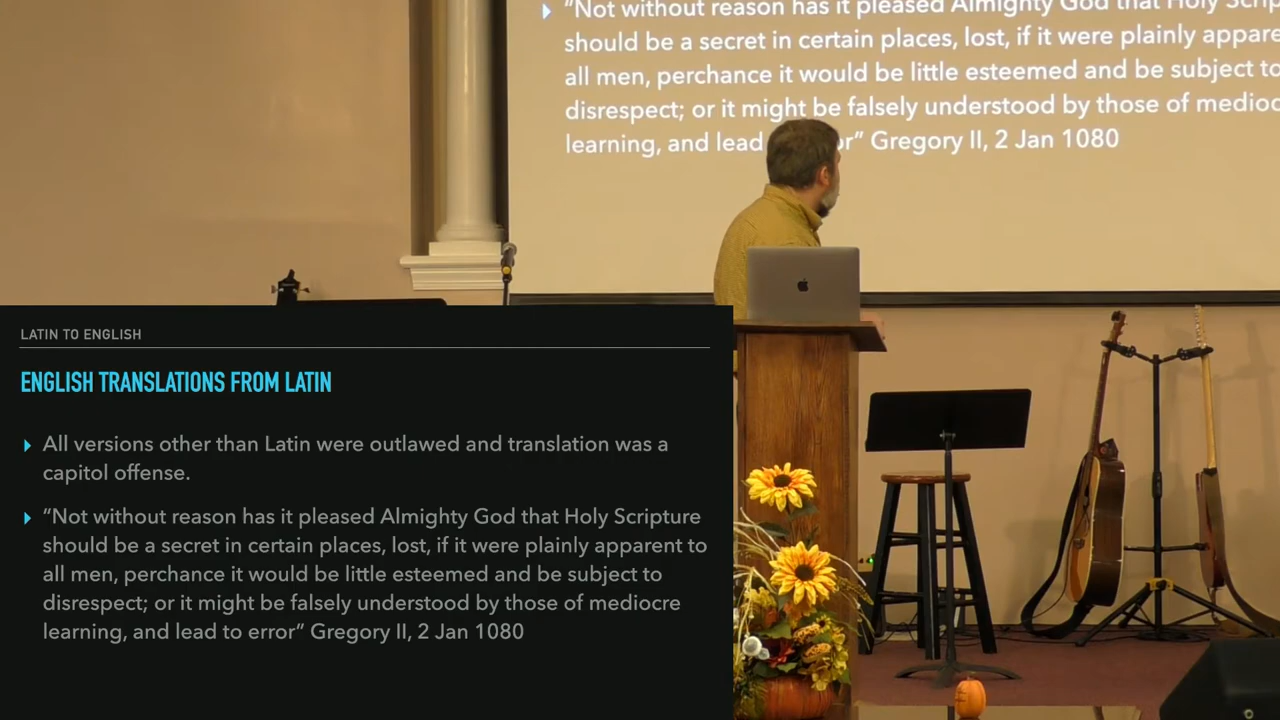 “Not without reason has it pleased Almighty God that Holy
should be a secret in certain places, lost, if it were plainly
all men, perchance it would be little esteemed and be subject to
disrespect; or it might be falsely understood by those of
learning, and lead Gregory II, 2 Jan 1080
LATIN TO ENGLISH
ENGLISH TRANSLATIONS FROM LATIN
All versions other than Latin were outlawed and translation was a
capitol offense.
“Not without reason has it pleased Almighty God that Holy Scripture
should be a secret in certain places, lost, if it were plainly apparent to
all men, perchance it would be little esteemed and be subject to
disrespect; or it might be falsely understood by those of mediocre
learning, and lead to error” Gregory II, 2 Jan 1080